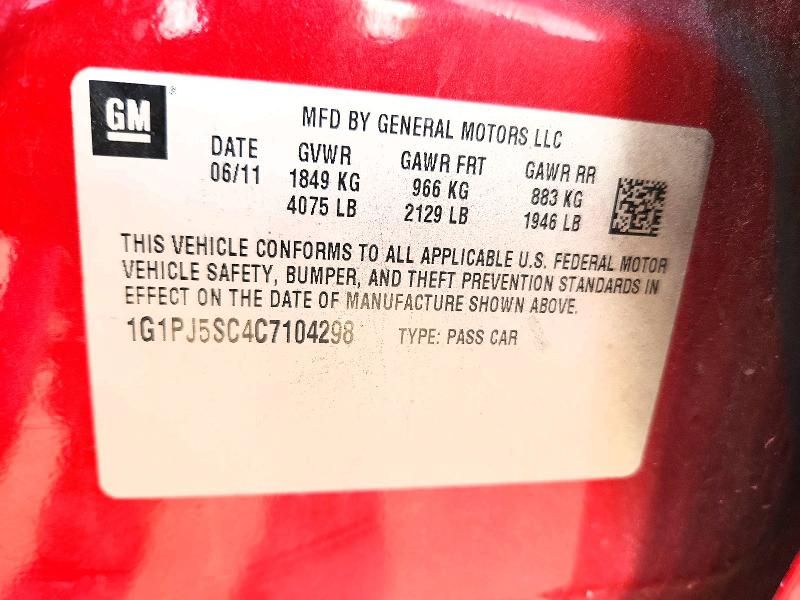 GM ®
MFD BY GENERAL MOTORS LLC
DATE GVWR GAWR FRT GAWR RR
06/11 1849 KG 966 KG 883 KG
4075 LB 2129 LB 1946 LB
THIS VEHICLE CONFORMS TO ALL APPLICABLE U.S. FEDERAL MOTOR
VEHICLE SAFETY, BUMPER, AND THEFT PREVENTION STANDARDS IN
EFFECT ON THE DATE OF MANUFACTURE SHOWN ABOVE.
1G1PJ5SC4C7104298 TYPE: PASS CAR